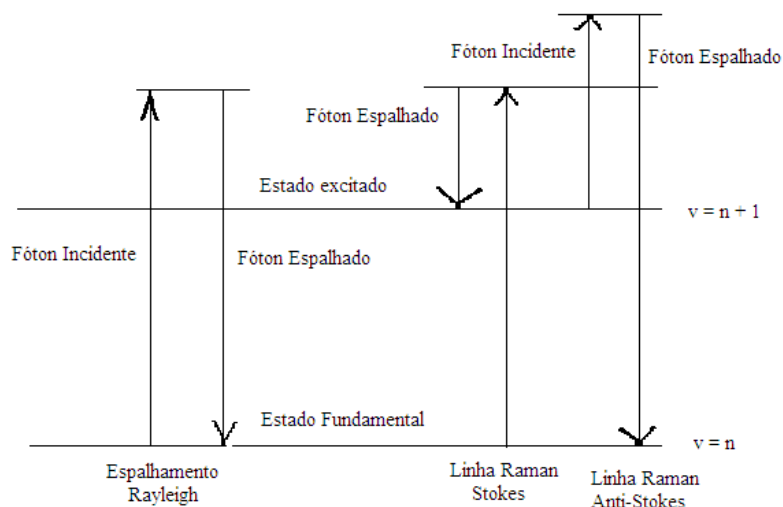 Fóton Incidente
Fóton Espalhado
Fóton Espalhado
Estado excitado
v = n + 1
Fóton Incidente
Fóton Espalhado
Estado Fundamental
v = n
Espalhamento
Rayleigh
Linha Raman
Stokes
Linha Raman
Anti-Stokes